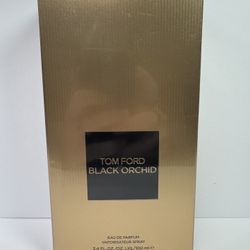 TOM FORD
BLACK ORCHID
EAU DE PARFUM
VAPORISATEUR SPRAY